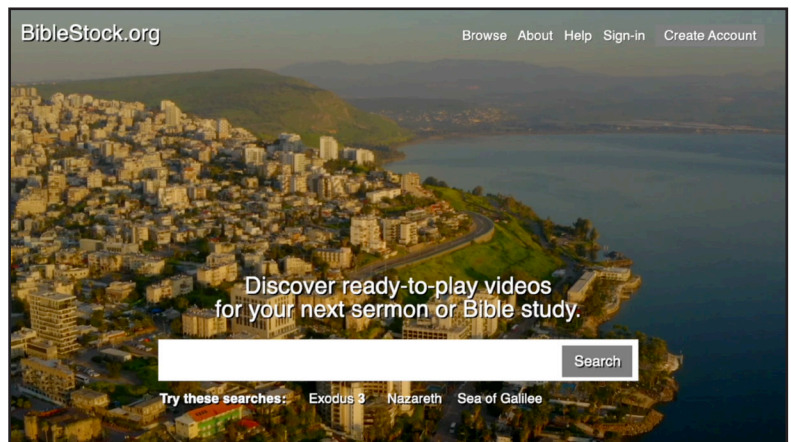 BibleStock.org
Browse About Help Sign-in Create Account
Discover ready-to-play videos
for your next sermon or Bible study.
Search
Try these searches: Exodus 3 Nazareth Sea of Galilee